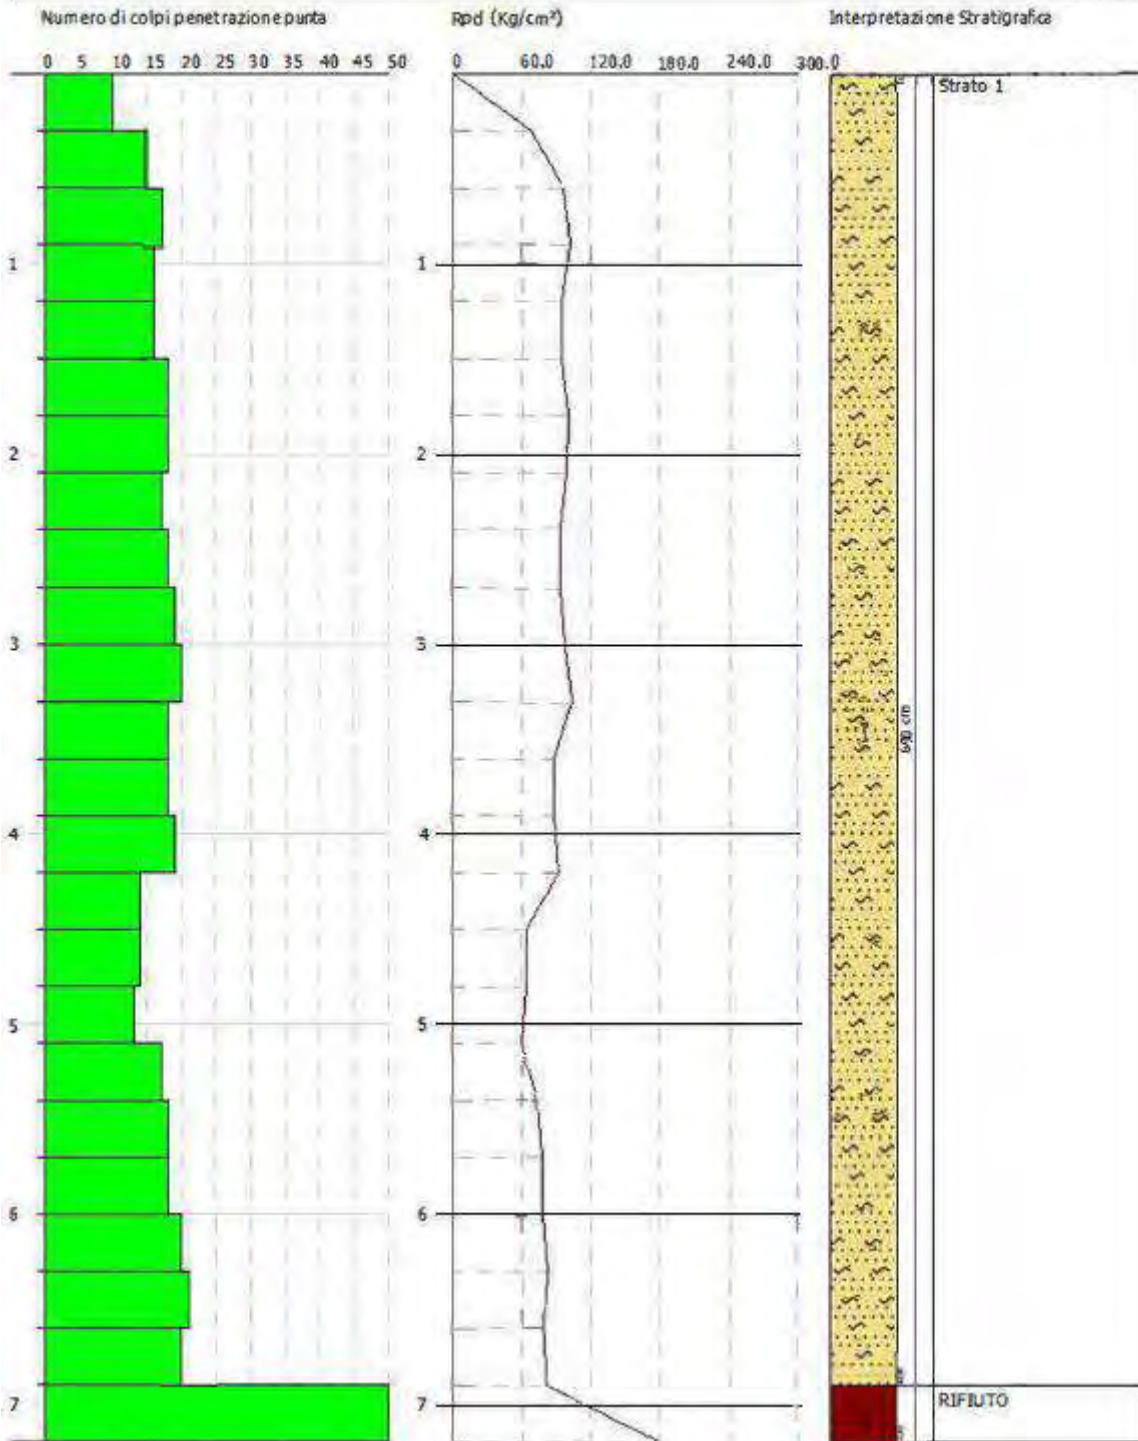 Numero di colpi penetrazione punta
Rpd (Kg/cm²)
Interpretazione Stratigrafica
0 5 10 15 20 25 30 35 40 45 50
0 60.0 120.0 180.0 240.0 300.0
Strato 1
1 1
2 2
3 3
690 cm
4 4
5 5
6 6
7 7
RIFIUTO